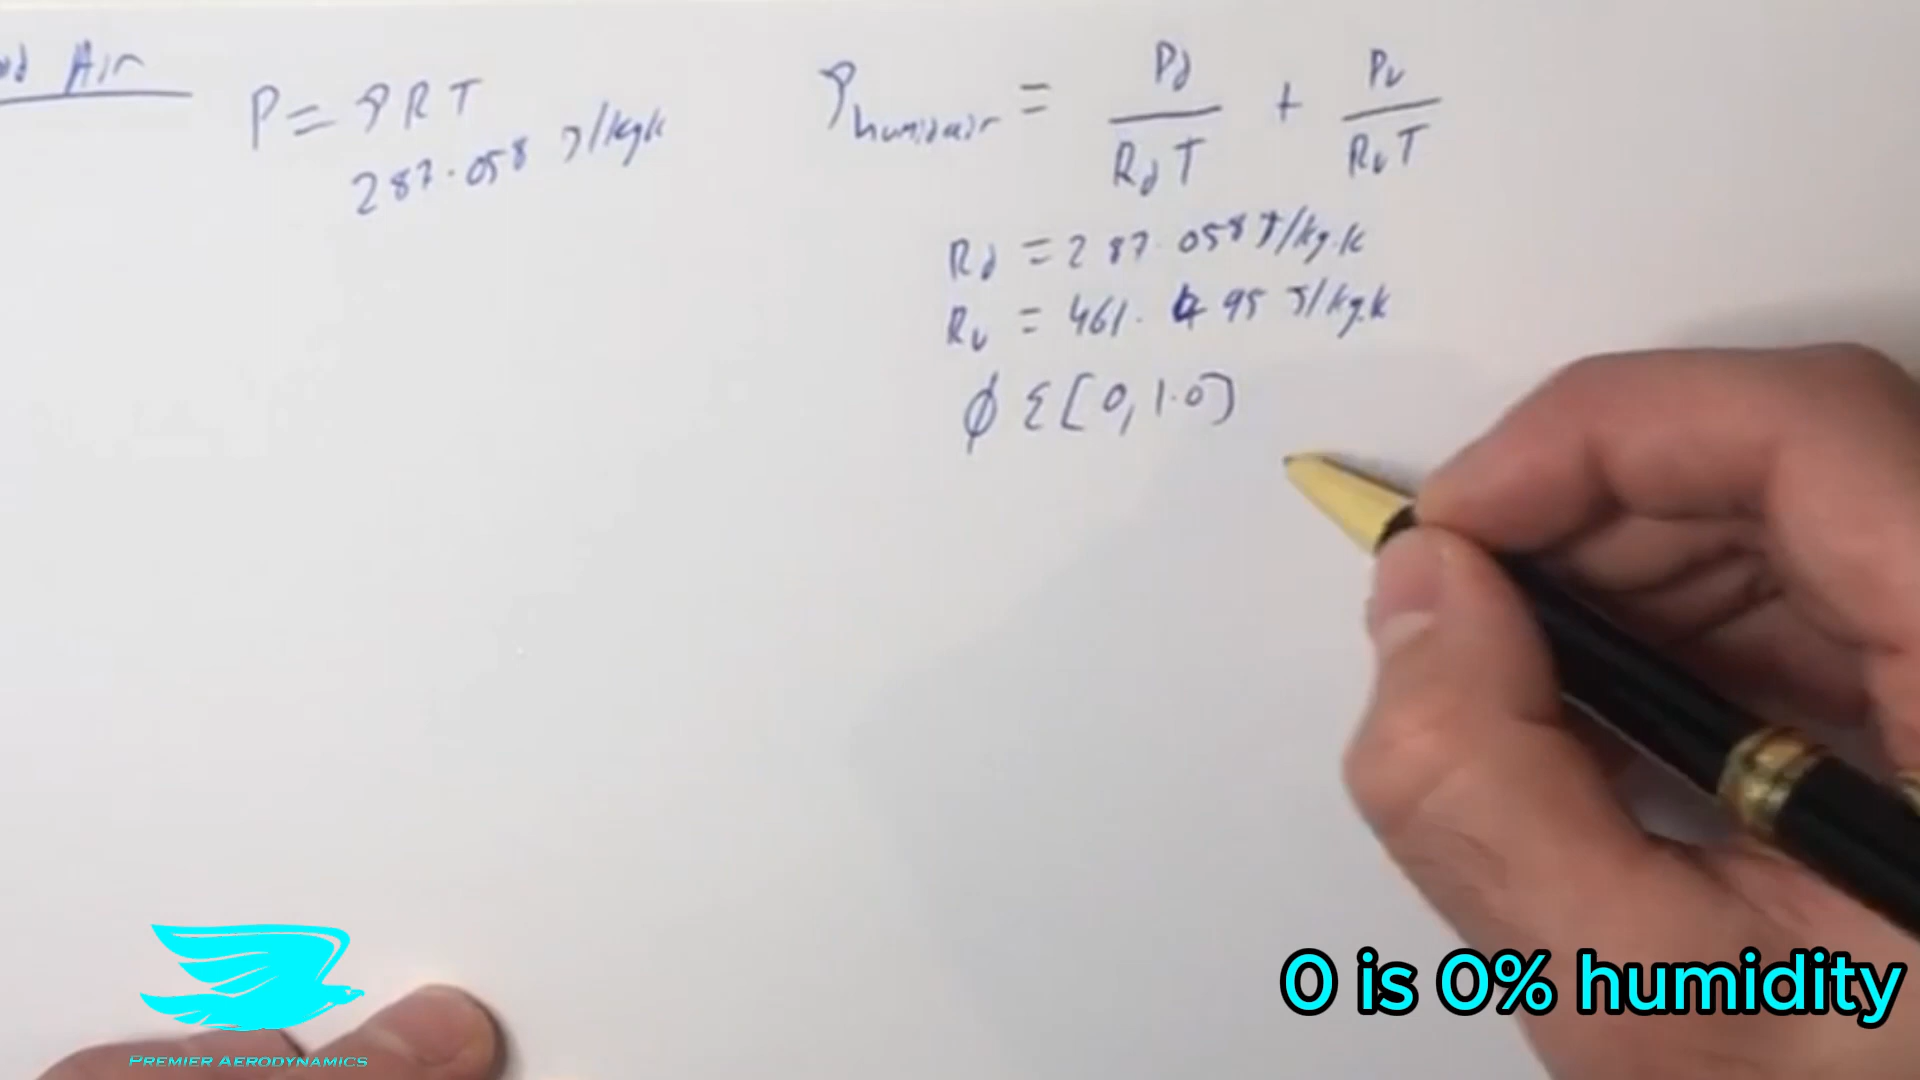 Air
P = ρRT
287.058 J/kgk
ρhumidair = Pd/RdT + Pv/RvT
Rd = 287.058 J/kg.k
Rv = 461.495 J/kg.k
ϕ ε [0, 1.0]
0 is 0% humidity
PREMIER AERODYNAMICS